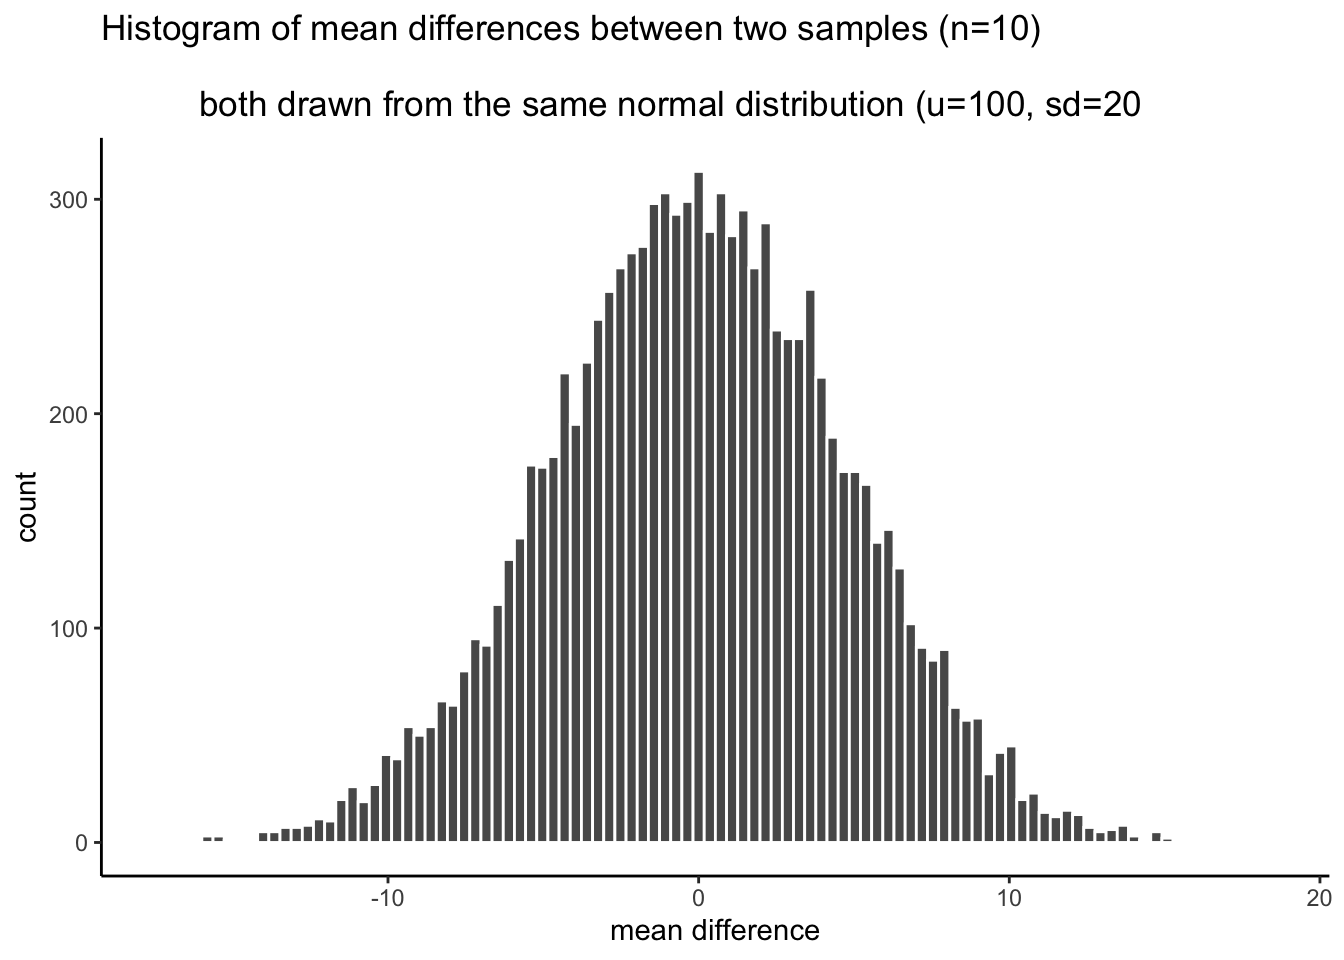 Histogram of mean differences between two samples (n=10)
both drawn from the same normal distribution (u=100, sd=20
300
200
100
0
count
-10
0
10
20
mean difference